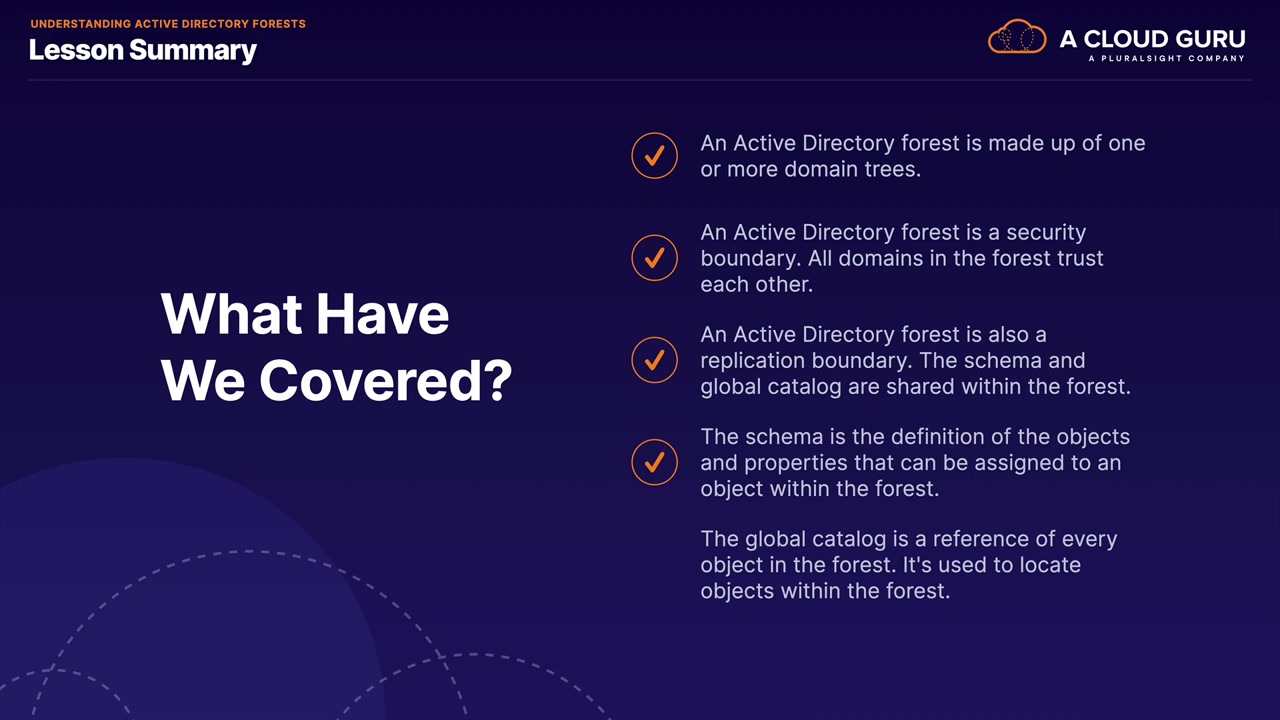 UNDERSTANDING ACTIVE DIRECTORY FORESTS
Lesson Summary
A CLOUD GURU
A PLURALSIGHT COMPANY
What Have
We Covered?
An Active Directory forest is made up of one
or more domain trees.
An Active Directory forest is a security
boundary. All domains in the forest trust
each other.
An Active Directory forest is also a
replication boundary. The schema and
global catalog are shared within the forest.
The schema is the definition of the objects
and properties that can be assigned to an
object within the forest.
The global catalog is a reference of every
object in the forest. It's used to locate
objects within the forest.